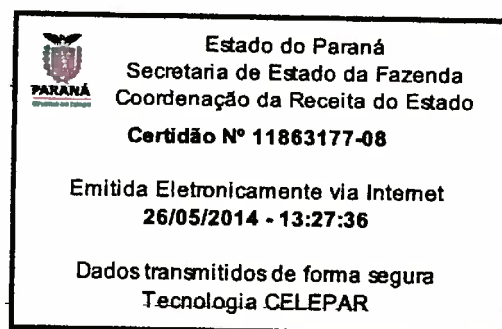 PARANÁ
Estado do Paraná
Secretaria de Estado da Fazenda
Coordenação da Receita do Estado
Certidão Nº 11863177-08
Emitida Eletronicamente via Internet
26/05/2014 - 13:27:36
Dados transmitidos de forma segura
Tecnologia CELEPAR